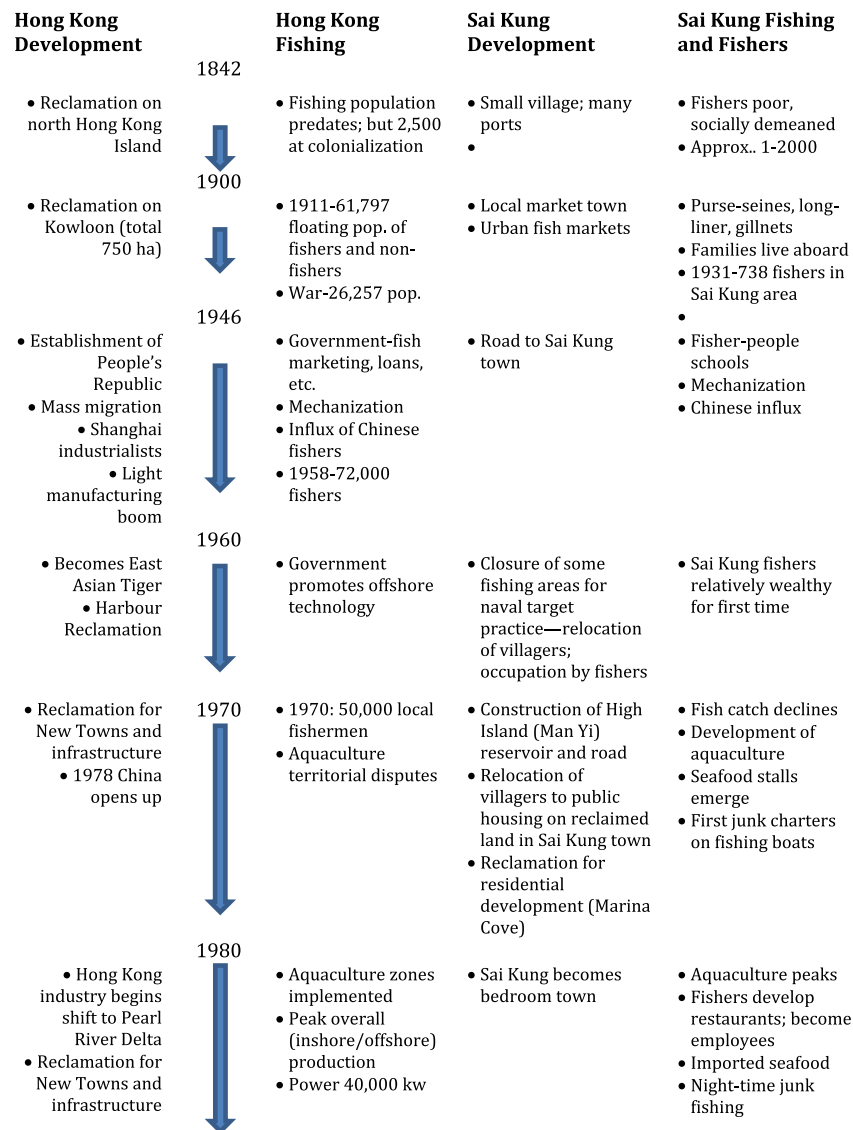 Hong Kong
Development
Hong Kong
Fishing
Sai Kung
Development
Sai Kung Fishing
and Fishers
1842
• Reclamation on
north Hong Kong
Island
• Fishing population
predates; but 2,500
at colonialization
• Small village; many
ports
•
• Fishers poor,
socially demeaned
• Approx.. 1-2000
1900
• Reclamation on
Kowloon (total
750 ha)
• 1911-61,797
floating pop. of
fishers and non-
fishers
• War-26,257 pop.
• Local market town
• Urban fish markets
• Purse-seines, long-
liner, gillnets
• Families live aboard
• 1931-738 fishers in
Sai Kung area
•
1946
• Establishment of
People's
Republic
• Mass migration
• Shanghai
industrialists
• Light
manufacturing
boom
• Government-fish
marketing, loans,
etc.
• Mechanization
• Influx of Chinese
fishers
• 1958-72,000
fishers
• Road to Sai Kung
town
• Fisher-people
schools
• Mechanization
• Chinese influx
1960
• Becomes East
Asian Tiger
• Harbour
Reclamation
• Government
promotes offshore
technology
• Closure of some
fishing areas for
naval target
practice—relocation
of villagers;
occupation by fishers
• Sai Kung fishers
relatively wealthy
for first time
1970
• Reclamation for
New Towns and
infrastructure
• 1978 China
opens up
• 1970: 50,000 local
fishermen
• Aquaculture
territorial disputes
• Construction of High
Island (Man Yi)
reservoir and road
• Relocation of
villagers to public
housing on reclaimed
land in Sai Kung town
• Reclamation for
residential
development (Marina
Cove)
• Fish catch declines
• Development of
aquaculture
• Seafood stalls
emerge
• First junk charters
on fishing boats
1980
• Hong Kong
industry begins
shift to Pearl
River Delta
• Reclamation for
New Towns and
infrastructure
• Aquaculture zones
implemented
• Peak overall
(inshore/offshore)
production
• Power 40,000 kw
• Sai Kung becomes
bedroom town
• Aquaculture peaks
• Fishers develop
restaurants; become
employees
• Imported seafood
• Night-time junk
fishing